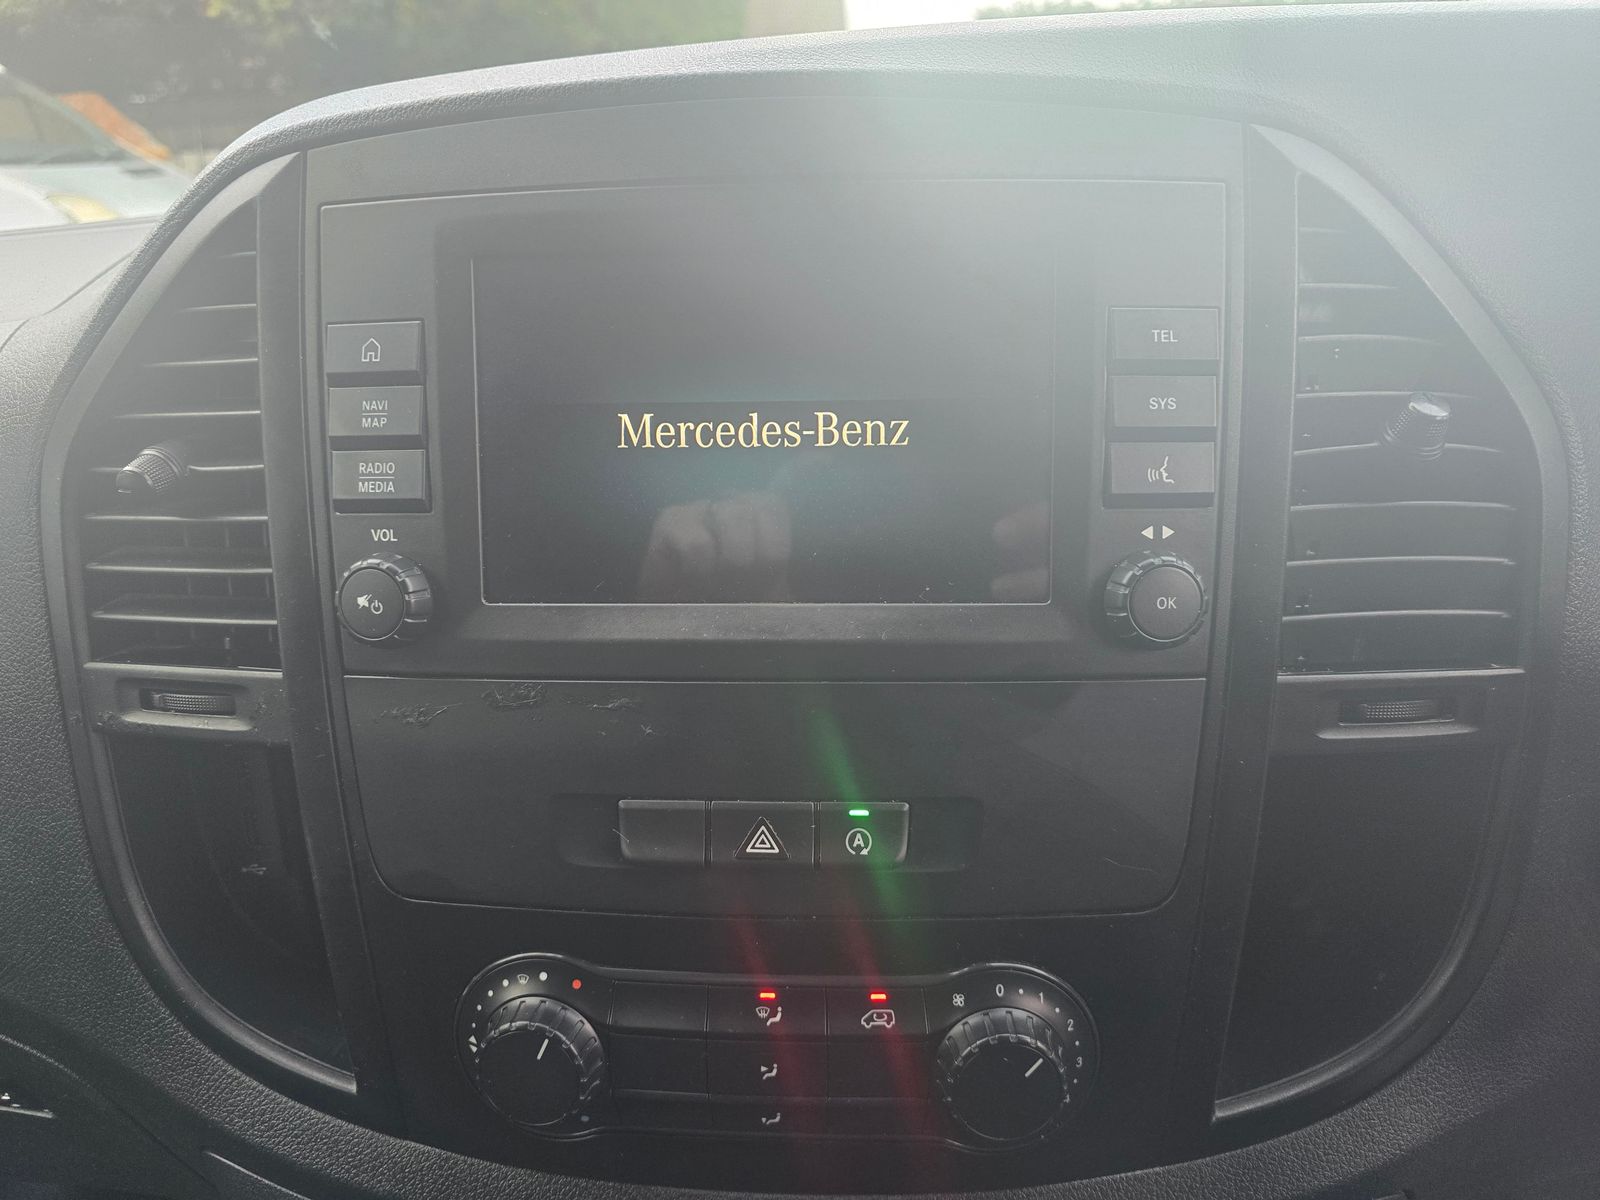 Mercedes-Benz
NAVI
MAP
RADIO
MEDIA
VOL
TEL
SYS
OK
A
0
1
2
3